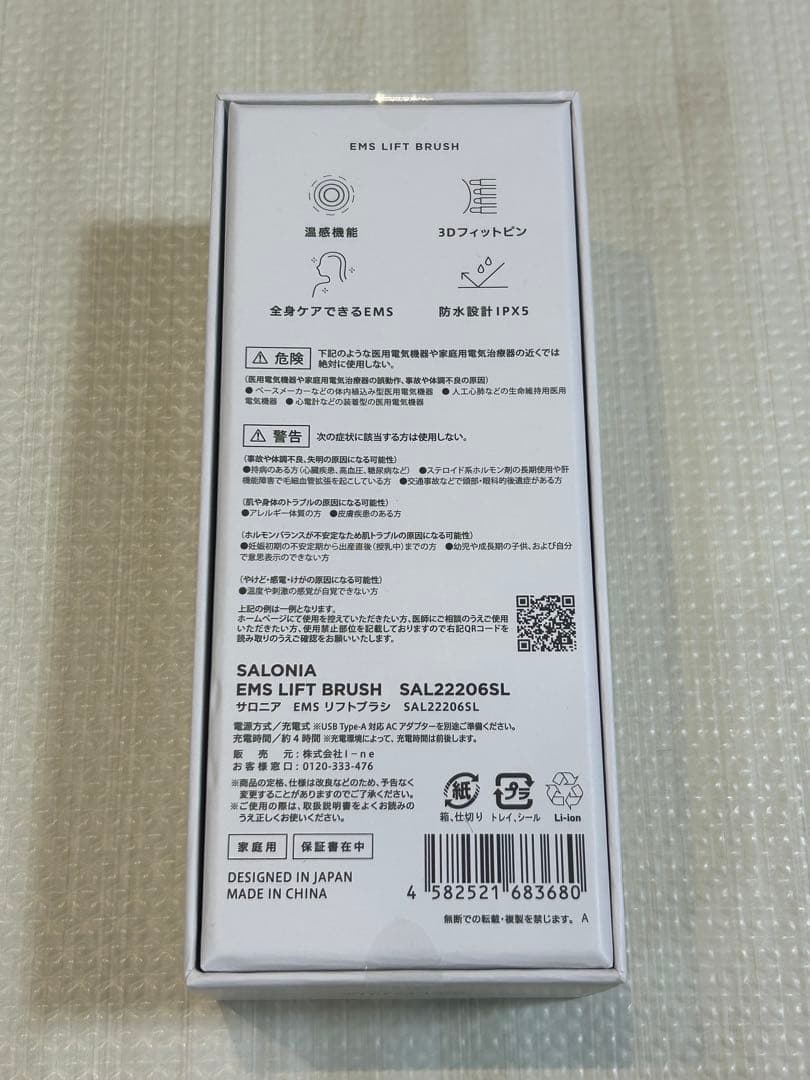 EMS LIFT BRUSH
温感機能
3Dフィットピン
全身ケアできるEMS
防水設計IPX5
危険
下記のような医用電気機器や家庭用電気治療器の近くでは
絶対に使用しない。
(医用電気機器や家庭用電気治療器の誤動作、事故や体調不良の原因)
●ペースメーカーなどの体内植込み型医用電気機器 ●人工心肺などの生命維持用医用
電気機器 ●心電計などの装着型の医用電気機器
警告
次の症状に該当する方は使用しない。
(事故や体調不良、失明の原因になる可能性)
●持病のある方(心臓疾患、高血圧、糖尿病など) ●ステロイド系ホルモン剤の長期使用や肝
機能障害で毛細血管拡張を起こしている方 ●交通事故などで頭部・眼科的後遺症がある方
(肌や身体のトラブルの原因になる可能性)
●アレルギー体質の方 ●皮膚疾患のある方
(ホルモンバランスが不安定なため肌トラブルの原因になる可能性)
●妊娠初期の不安定期から出産直後(授乳中)までの方 ●幼児や成長期の子供、および自分
で意思表示のできない方
(やけど・感電・けがの原因になる可能性)
●温度や刺激の感覚が自覚できない方
上記の例は一例となります。
ホームページにて使用を控えていただきたい方、医師にご相談のうえご使用
いただきたい方、使用禁止部位を記載しておりますので右記QRコードを
読み取りのうえご確認をお願いいたします。
SALONIA
EMS LIFT BRUSH SAL22206SL
サロニア EMS リフトブラシ SAL22206SL
電源方式/充電式 ※USB Type-A 対応 AC アダプターを別途ご準備ください。
充電時間/約4時間 ※充電環境によって、充電時間は前後します。
販売元:株式会社I-ne
お客様窓口:0120-333-476
※商品の定格、仕様は改良などのため、予告なく
変更することがありますのでご了承ください。
※ご使用の際は、取扱説明書をよくお読みの
うえ正しくお使いください。
紙
箱、仕切り
プラ
トレイ、シール
Li-ion
家庭用
保証書在中
DESIGNED IN JAPAN
MADE IN CHINA
4 582521 683680
無断での転載・複製を禁じます。 A